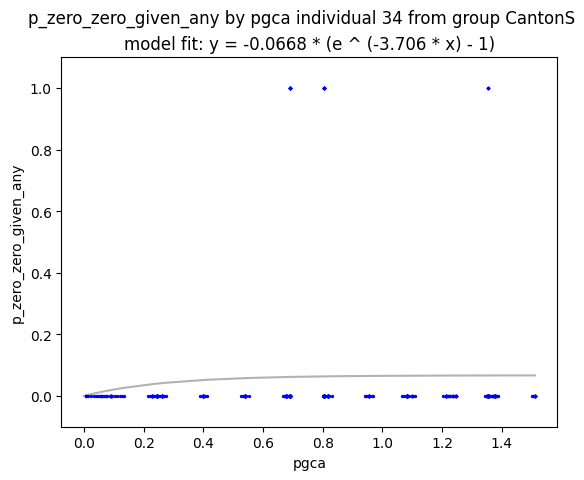 p_zero_zero_given_any by pgca individual 34 from group CantonS
model fit: y = -0.0668 * (e ^ (-3.706 * x) - 1)
1.0
0.8
0.6
0.4
0.2
0.0
p_zero_zero_given_any
0.0 0.2 0.4 0.6 0.8 1.0 1.2 1.4
pgca